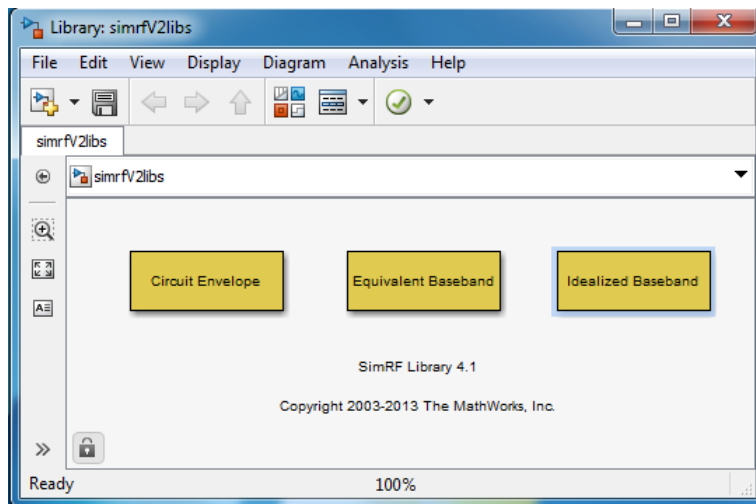 Library: simrfV2libs
File Edit View Display Diagram Analysis Help
simrfV2libs
simrfV2libs
Circuit Envelope Equivalent Baseband Idealized Baseband
SimRF Library 4.1
Copyright 2003-2013 The MathWorks, Inc.
Ready 100%